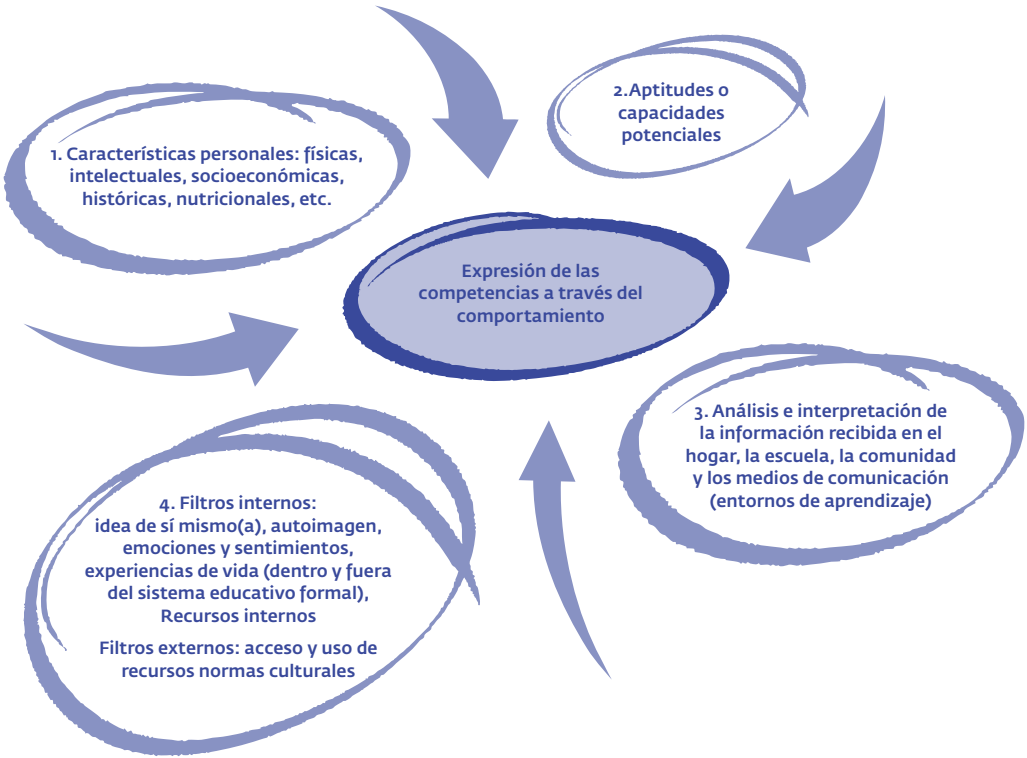 1. Características personales: físicas,
intelectuales, socioeconómicas,
históricas, nutricionales, etc.
2.Aptitudes o
capacidades
potenciales
Expresión de las
competencias a través del
comportamiento
3. Análisis e interpretación de
la información recibida en el
hogar, la escuela, la comunidad
y los medios de comunicación
(entornos de aprendizaje)
4. Filtros internos:
idea de sí mismo(a), autoimagen,
emociones y sentimientos,
experiencias de vida (dentro y fuera
del sistema educativo formal),
Recursos internos
Filtros externos: acceso y uso de
recursos normas culturales